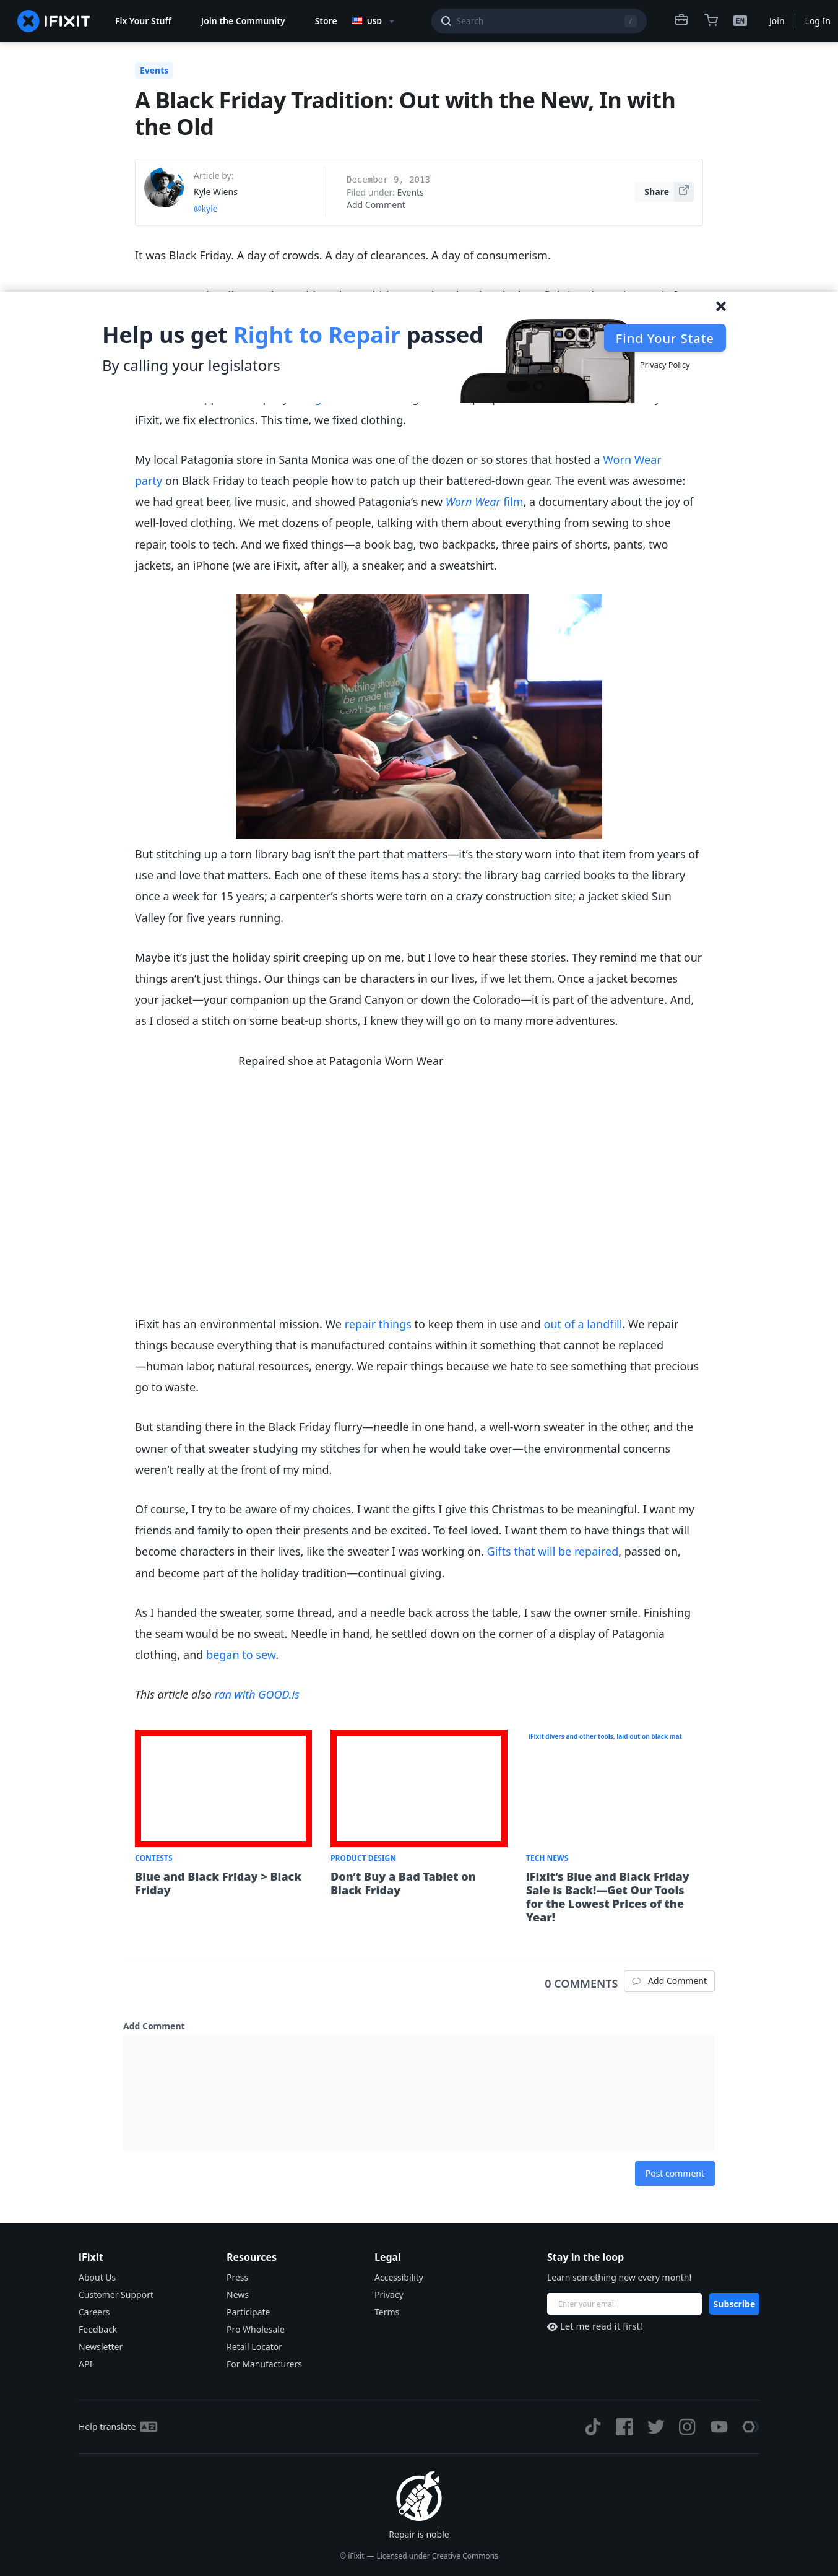 IFIXIT
Fix Your Stuff
Join the Community
Store
USD
Search
/
EN
Join
Log In
Events
A Black Friday Tradition: Out with the New, In with
the Old
Article by:
Kyle Wiens
@kyle
December 9, 2013
Filed under: Events
Add Comment
Share
It was Black Friday. A day of crowds. A day of clearances. A day of consumerism.
Help us get Right to Repair passed
By calling your legislators
Find Your State
Privacy Policy
iFixit, we fix electronics. This time, we fixed clothing.
My local Patagonia store in Santa Monica was one of the dozen or so stores that hosted a Worn Wear
party on Black Friday to teach people how to patch up their battered-down gear. The event was awesome:
we had great beer, live music, and showed Patagonia’s new Worn Wear film, a documentary about the joy of
well-loved clothing. We met dozens of people, talking with them about everything from sewing to shoe
repair, tools to tech. And we fixed things—a book bag, two backpacks, three pairs of shorts, pants, two
jackets, an iPhone (we are iFixit, after all), a sneaker, and a sweatshirt.
Nothing
should
be made
Can't be fixed
But stitching up a torn library bag isn’t the part that matters—it’s the story worn into that item from years of
use and love that matters. Each one of these items has a story: the library bag carried books to the library
once a week for 15 years; a carpenter’s shorts were torn on a crazy construction site; a jacket skied Sun
Valley for five years running.
Maybe it’s just the holiday spirit creeping up on me, but I love to hear these stories. They remind me that our
things aren’t just things. Our things can be characters in our lives, if we let them. Once a jacket becomes
your jacket—your companion up the Grand Canyon or down the Colorado—it is part of the adventure. And,
as I closed a stitch on some beat-up shorts, I knew they will go on to many more adventures.
Repaired shoe at Patagonia Worn Wear
iFixit has an environmental mission. We repair things to keep them in use and out of a landfill. We repair
things because everything that is manufactured contains within it something that cannot be replaced
—human labor, natural resources, energy. We repair things because we hate to see something that precious
go to waste.
But standing there in the Black Friday flurry—needle in one hand, a well-worn sweater in the other, and the
owner of that sweater studying my stitches for when he would take over—the environmental concerns
weren’t really at the front of my mind.
Of course, I try to be aware of my choices. I want the gifts I give this Christmas to be meaningful. I want my
friends and family to open their presents and be excited. To feel loved. I want them to have things that will
become characters in their lives, like the sweater I was working on. Gifts that will be repaired, passed on,
and become part of the holiday tradition—continual giving.
As I handed the sweater, some thread, and a needle back across the table, I saw the owner smile. Finishing
the seam would be no sweat. Needle in hand, he settled down on the corner of a display of Patagonia
clothing, and began to sew.
This article also ran with GOOD.is
CONTESTS
Blue and Black Friday > Black
Friday
PRODUCT DESIGN
Don’t Buy a Bad Tablet on
Black Friday
iFixit divers and other tools, laid out on black mat
TECH NEWS
iFixit’s Blue and Black Friday
Sale is Back!—Get Our Tools
for the Lowest Prices of the
Year!
0 COMMENTS
Add Comment
Add Comment
Post comment
iFixit
About Us
Customer Support
Careers
Feedback
Newsletter
API
Resources
Press
News
Participate
Pro Wholesale
Retail Locator
For Manufacturers
Legal
Accessibility
Privacy
Terms
Stay in the loop
Learn something new every month!
Enter your email
Subscribe
Let me read it first!
Help translate
Repair is noble
© iFixit — Licensed under Creative Commons